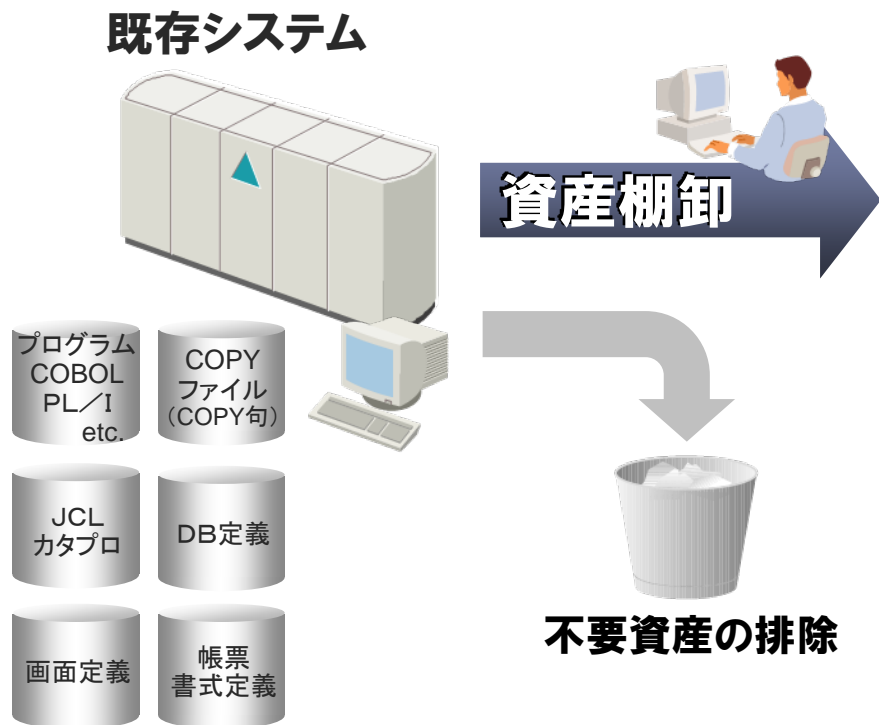 既存システム
資産棚卸
プログラム
COBOL
PL／I
etc.
COPY
ファイル
（COPY句）
JCL
カタプロ
DB定義
画面定義
帳票
書式定義
不要資産の排除